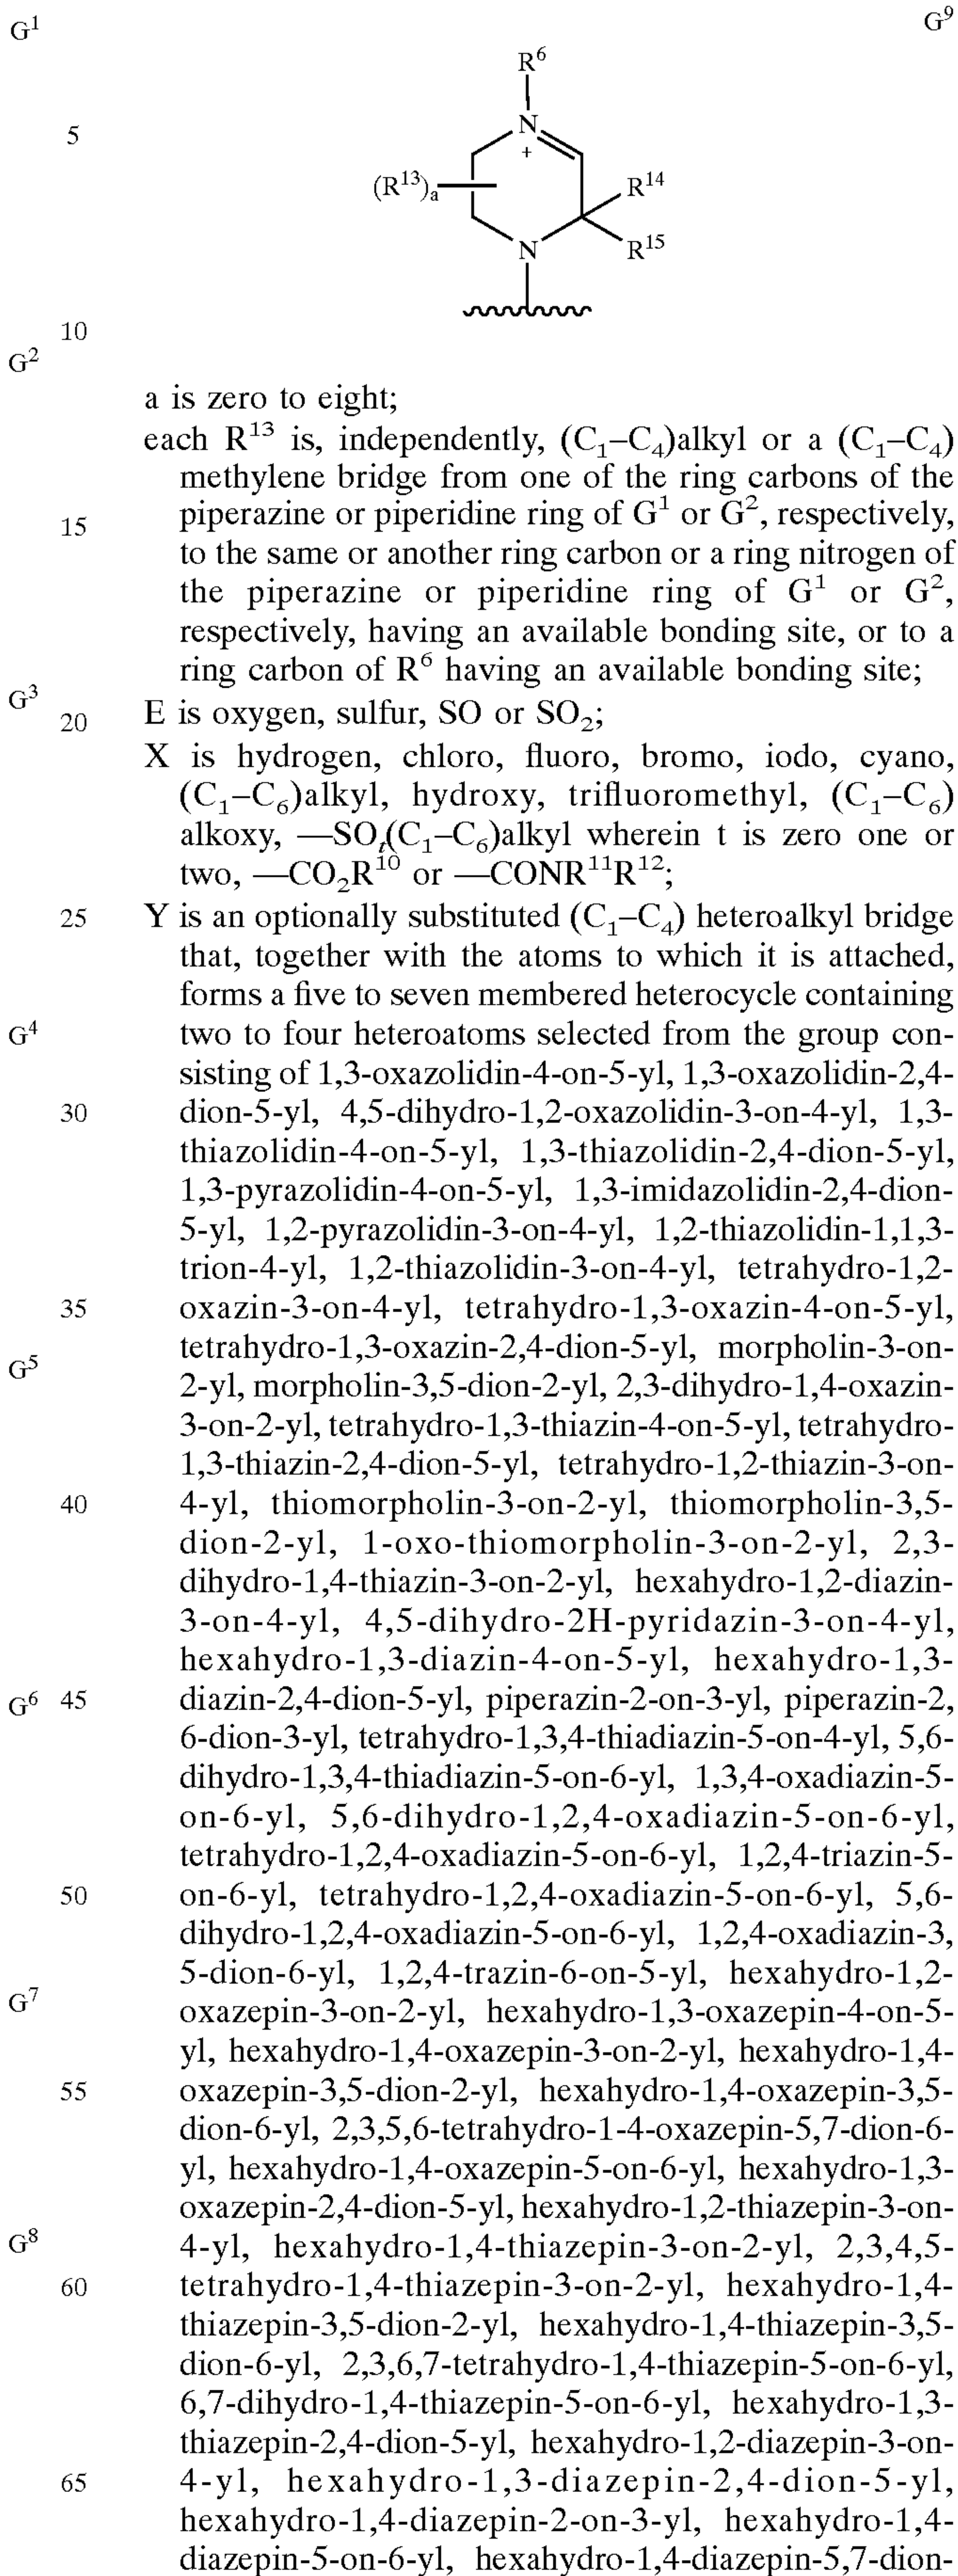 G¹
G⁹
R⁶
5
N
+
(R¹³)ₐ
R¹⁴
N
R¹⁵
10
G²
a is zero to eight;
each R¹³ is, independently, (C₁–C₄)alkyl or a (C₁–C₄)
methylene bridge from one of the ring carbons of the
15 piperazine or piperidine ring of G¹ or G², respectively,
to the same or another ring carbon or a ring nitrogen of
the piperazine or piperidine ring of G¹ or G²,
respectively, having an available bonding site, or to a
ring carbon of R⁶ having an available bonding site;
G³
20 E is oxygen, sulfur, SO or SO₂;
X is hydrogen, chloro, fluoro, bromo, iodo, cyano,
(C₁–C₆)alkyl, hydroxy, trifluoromethyl, (C₁–C₆)
alkoxy, —SOₜ(C₁–C₆)alkyl wherein t is zero one or
two, —CO₂R¹⁰ or —CONR¹¹R¹²;
25 Y is an optionally substituted (C₁–C₄) heteroalkyl bridge
that, together with the atoms to which it is attached,
forms a five to seven membered heterocycle containing
G⁴ two to four heteroatoms selected from the group con-
sisting of 1,3-oxazolidin-4-on-5-yl, 1,3-oxazolidin-2,4-
30 dion-5-yl, 4,5-dihydro-1,2-oxazolidin-3-on-4-yl, 1,3-
thiazolidin-4-on-5-yl, 1,3-thiazolidin-2,4-dion-5-yl,
1,3-pyrazolidin-4-on-5-yl, 1,3-imidazolidin-2,4-dion-
5-yl, 1,2-pyrazolidin-3-on-4-yl, 1,2-thiazolidin-1,1,3-
trion-4-yl, 1,2-thiazolidin-3-on-4-yl, tetrahydro-1,2-
35 oxazin-3-on-4-yl, tetrahydro-1,3-oxazin-4-on-5-yl,
G⁵ tetrahydro-1,3-oxazin-2,4-dion-5-yl, morpholin-3-on-
2-yl, morpholin-3,5-dion-2-yl, 2,3-dihydro-1,4-oxazin-
3-on-2-yl, tetrahydro-1,3-thiazin-4-on-5-yl, tetrahydro-
1,3-thiazin-2,4-dion-5-yl, tetrahydro-1,2-thiazin-3-on-
40 4-yl, thiomorpholin-3-on-2-yl, thiomorpholin-3,5-
dion-2-yl, 1-oxo-thiomorpholin-3-on-2-yl, 2,3-
dihydro-1,4-thiazin-3-on-2-yl, hexahydro-1,2-diazin-
3-on-4-yl, 4,5-dihydro-2H-pyridazin-3-on-4-yl,
hexahydro-1,3-diazin-4-on-5-yl, hexahydro-1,3-
G⁶ 45 diazin-2,4-dion-5-yl, piperazin-2-on-3-yl, piperazin-2,
6-dion-3-yl, tetrahydro-1,3,4-thiadiazin-5-on-4-yl, 5,6-
dihydro-1,3,4-thiadiazin-5-on-6-yl, 1,3,4-oxadiazin-5-
on-6-yl, 5,6-dihydro-1,2,4-oxadiazin-5-on-6-yl,
tetrahydro-1,2,4-oxadiazin-5-on-6-yl, 1,2,4-triazin-5-
50 on-6-yl, tetrahydro-1,2,4-oxadiazin-5-on-6-yl, 5,6-
dihydro-1,2,4-oxadiazin-5-on-6-yl, 1,2,4-oxadiazin-3,
5-dion-6-yl, 1,2,4-trazin-6-on-5-yl, hexahydro-1,2-
G⁷ oxazepin-3-on-2-yl, hexahydro-1,3-oxazepin-4-on-5-
yl, hexahydro-1,4-oxazepin-3-on-2-yl, hexahydro-1,4-
55 oxazepin-3,5-dion-2-yl, hexahydro-1,4-oxazepin-3,5-
dion-6-yl, 2,3,5,6-tetrahydro-1-4-oxazepin-5,7-dion-6-
yl, hexahydro-1,4-oxazepin-5-on-6-yl, hexahydro-1,3-
oxazepin-2,4-dion-5-yl, hexahydro-1,2-thiazepin-3-on-
G⁸ 4-yl, hexahydro-1,4-thiazepin-3-on-2-yl, 2,3,4,5-
60 tetrahydro-1,4-thiazepin-3-on-2-yl, hexahydro-1,4-
thiazepin-3,5-dion-2-yl, hexahydro-1,4-thiazepin-3,5-
dion-6-yl, 2,3,6,7-tetrahydro-1,4-thiazepin-5-on-6-yl,
6,7-dihydro-1,4-thiazepin-5-on-6-yl, hexahydro-1,3-
thiazepin-2,4-dion-5-yl, hexahydro-1,2-diazepin-3-on-
65 4-yl, hexahydro-1,3-diazepin-2,4-dion-5-yl,
hexahydro-1,4-diazepin-2-on-3-yl, hexahydro-1,4-
diazepin-5-on-6-yl, hexahydro-1,4-diazepin-5,7-dion-